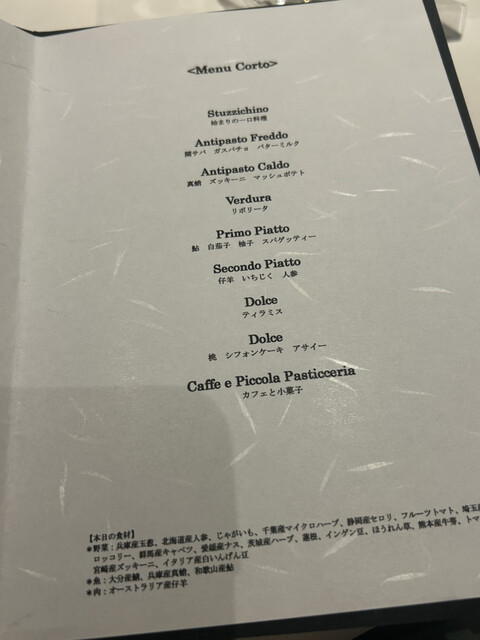 <Menu Corto>
Stuzzichino
始まりの一口料理
Antipasto Freddo
関サバ ガスパチョ バターミルク
Antipasto Caldo
真蛸 ズッキーニ マッシュポテト
Verdura
リボリータ
Primo Piatto
鮎 白茄子 柚子 スパゲッティー
Secondo Piatto
仔羊 いちじく 人参
Dolce
ティラミス
Dolce
桃 シフォンケーキ アサイー
Caffe e Piccola Pasticceria
カフェと小菓子
【本日の食材】
*野菜：兵庫産玉葱、北海道産人参、じゃがいも、千葉産マイクロハーブ、静岡産セロリ、フルーツトマト、埼玉
ロッコリー、群馬産キャベツ、愛媛産ナス、茨城産ハーブ、蓮根、インゲン豆、ほうれん草、熊本産牛蒡、トマ
宮崎産ズッキーニ、イタリア産白いんげん豆
*魚：大分産鯖、兵庫産真蛸、和歌山産鮎
*肉：オーストラリア産仔羊